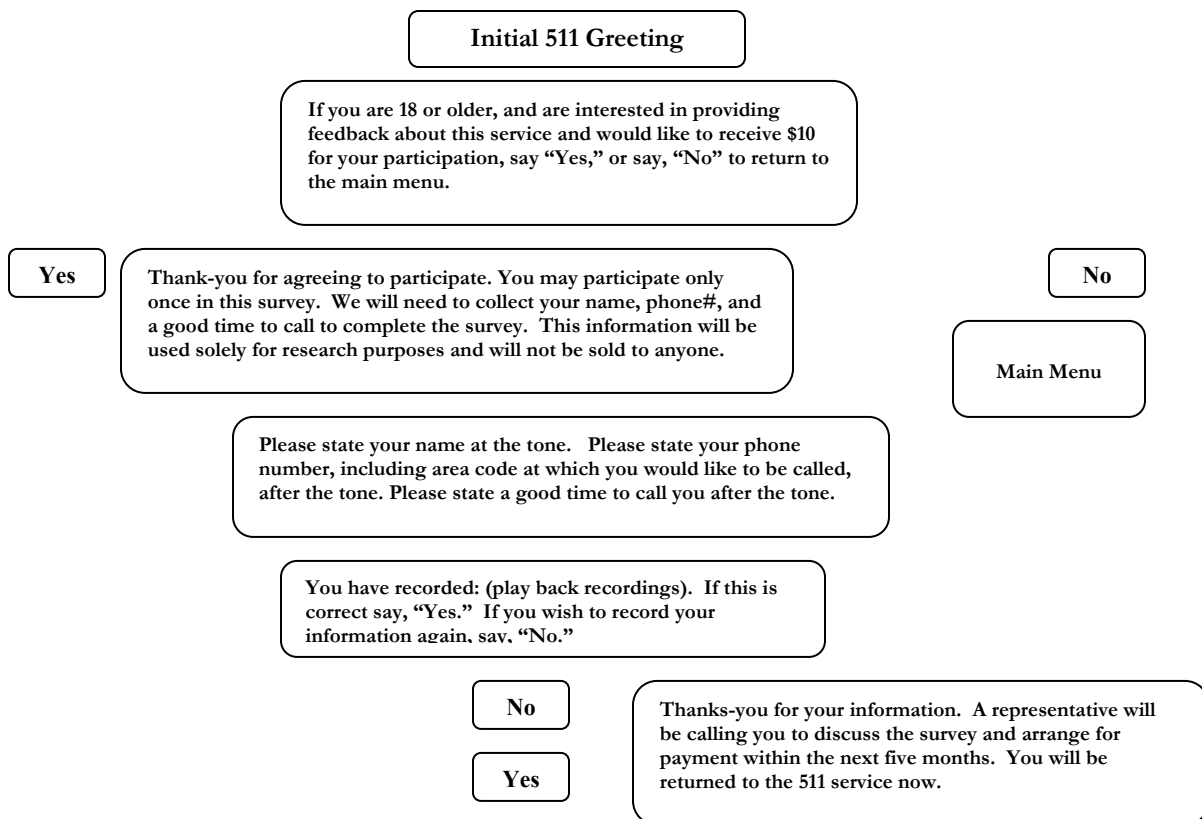 Initial 511 Greeting
If you are 18 or older, and are interested in providing
feedback about this service and would like to receive $10
for your participation, say “Yes,” or say, “No” to return to
the main menu.
Yes
Thank-you for agreeing to participate. You may participate only
once in this survey.  We will need to collect your name, phone#, and
a good time to call to complete the survey.  This information will be
used solely for research purposes and will not be sold to anyone.
No
Main Menu
Please state your name at the tone.   Please state your phone
number, including area code at which you would like to be called,
after the tone. Please state a good time to call you after the tone.
You have recorded: (play back recordings).  If this is
correct say, “Yes.”  If you wish to record your
information again, say, “No.”
No
Yes
Thanks-you for your information.  A representative will
be calling you to discuss the survey and arrange for
payment within the next five months.  You will be
returned to the 511 service now.